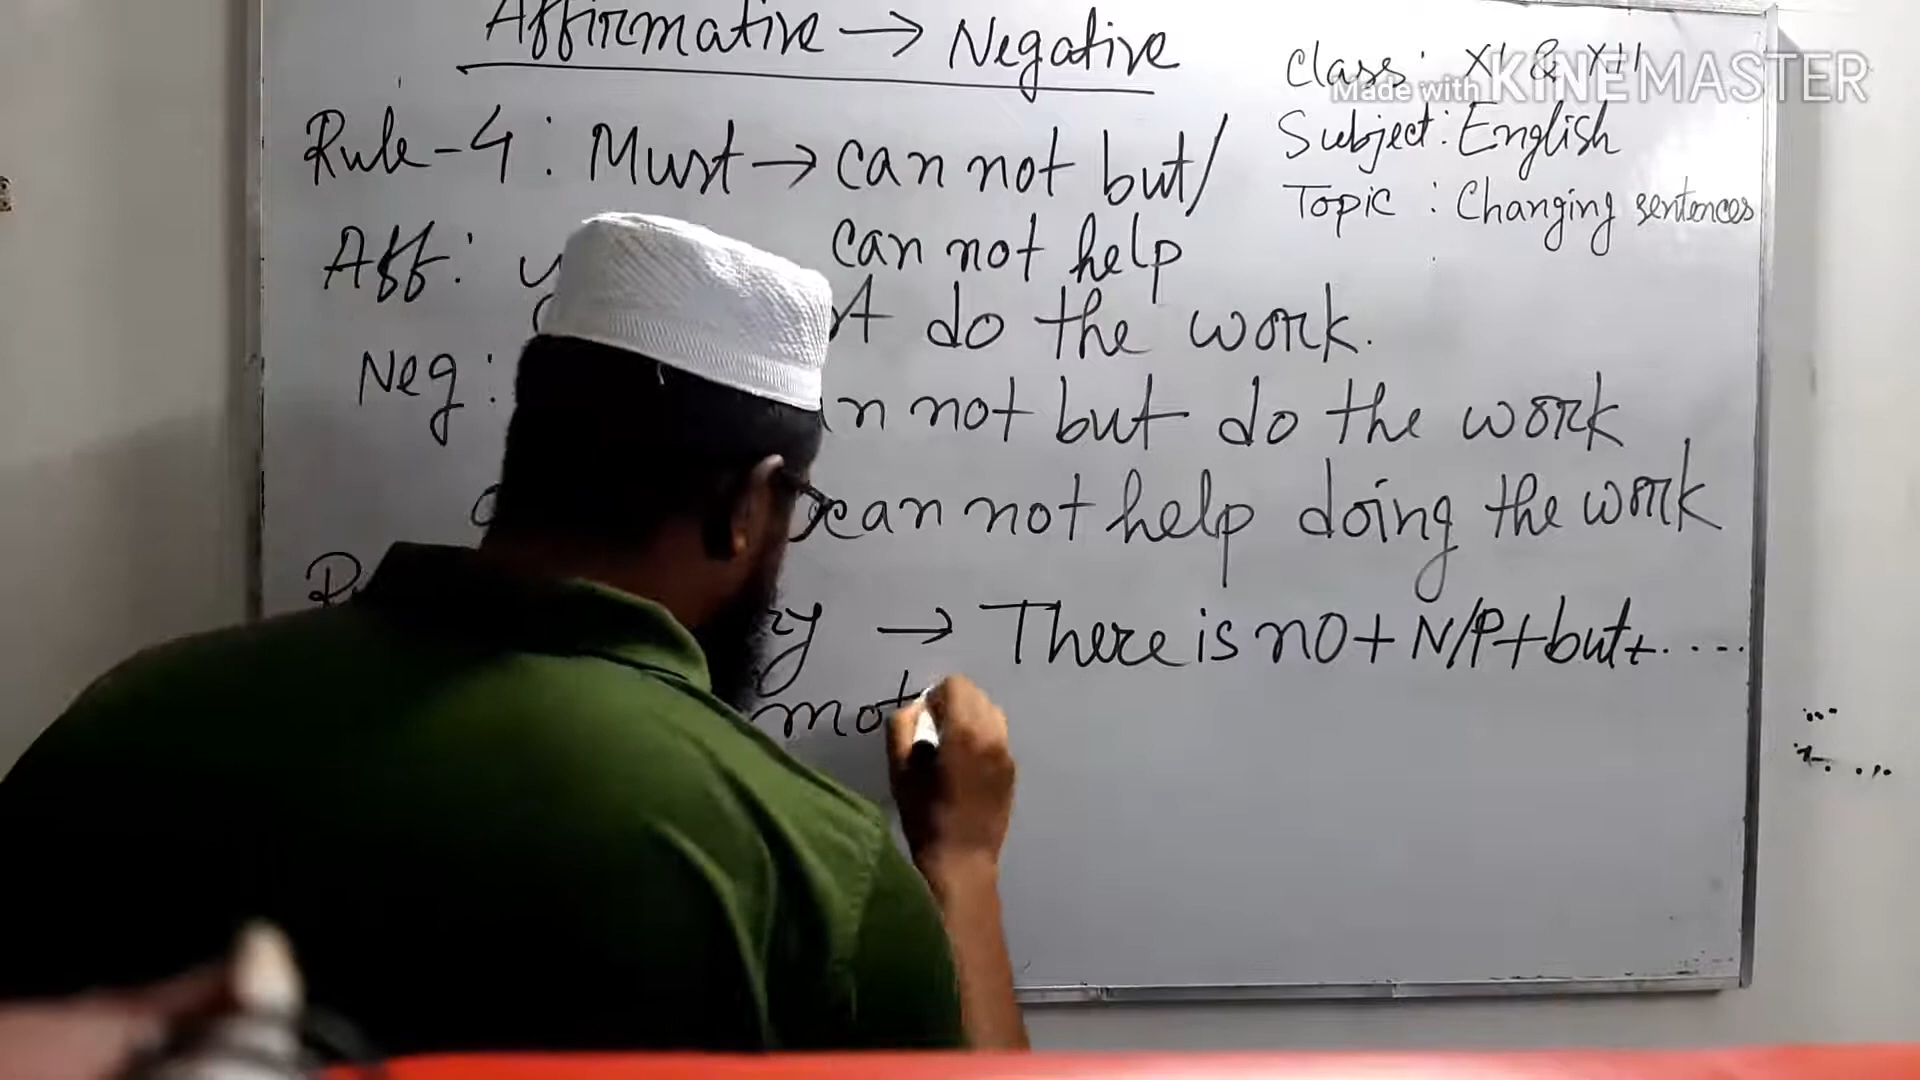 Affirmative → Negative
Class: XI & XII
Made with KINEMASTER
Subject: English
Topic : Changing sentences
Rule-4: Must → can not but/
can not help
Aff:
do the work.
Neg:
not but do the work
can not help doing the work
→ There is no + N/P + but + .....
mot